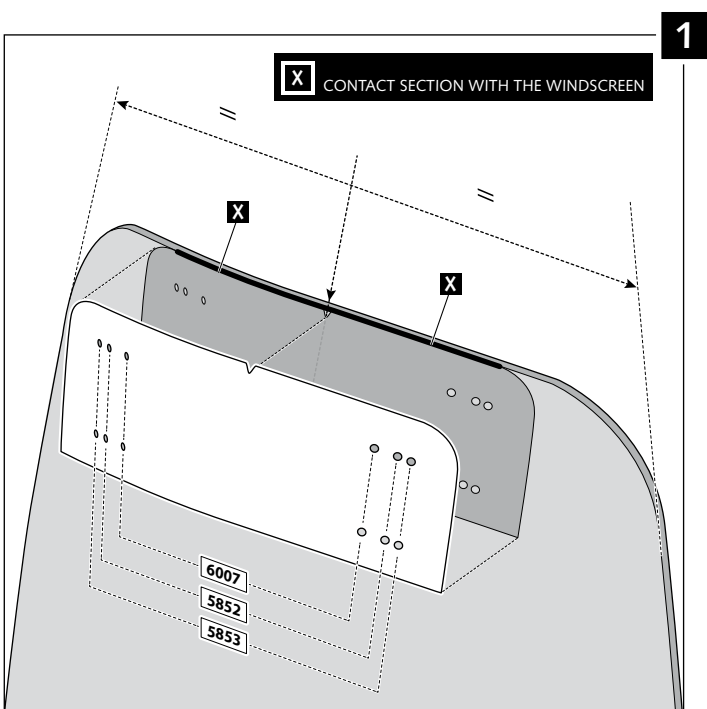 1
X CONTACT SECTION WITH THE WINDSCREEN
=
=
X
X
6007
5852
5853